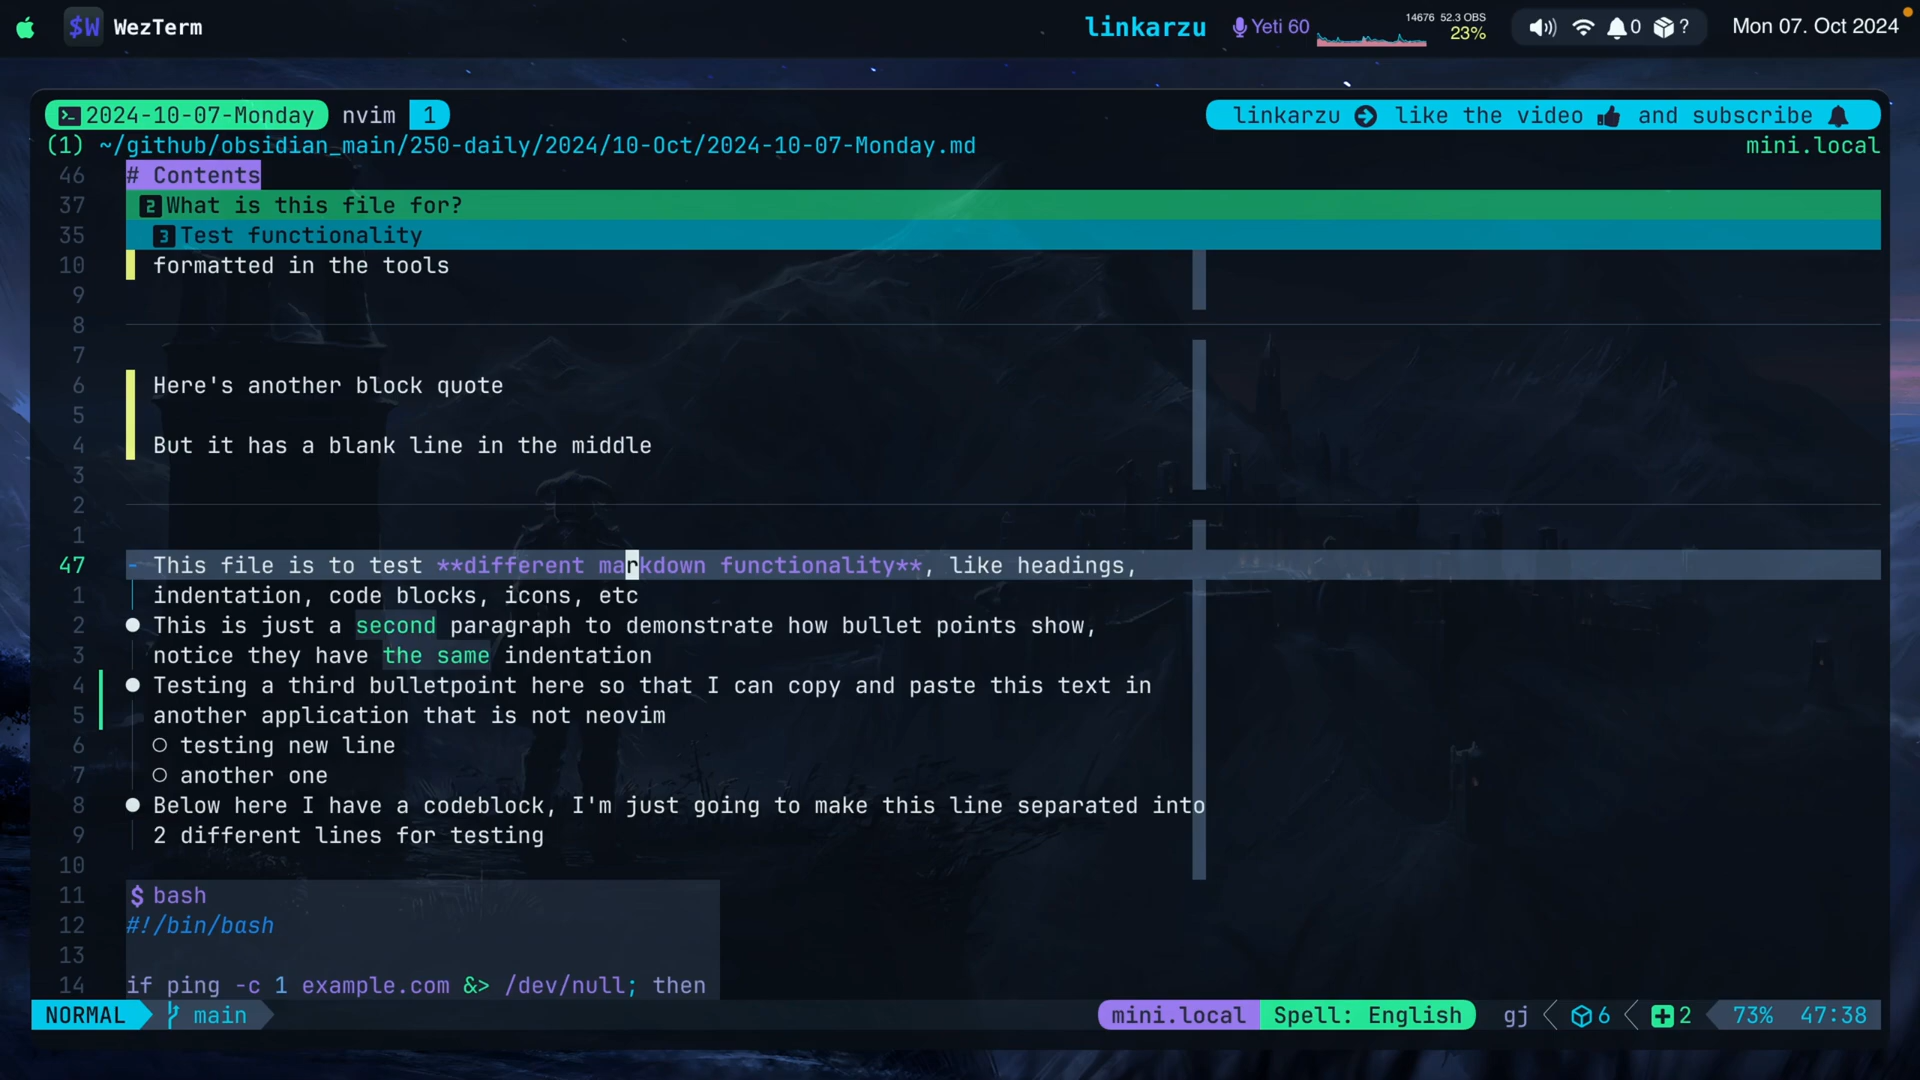 $W WezTerm
linkarzu
Yeti 60
14676 52.3 OBS
23%
0
?
Mon 07. Oct 2024
2024-10-07-Monday nvim 1
linkarzu like the video and subscribe
(1) ~/github/obsidian_main/250-daily/2024/10-Oct/2024-10-07-Monday.md
mini.local
46 # Contents
37 2 What is this file for?
35 3 Test functionality
10 formatted in the tools
9
8
7
6 Here's another block quote
5
4 But it has a blank line in the middle
3
2
1
47 - This file is to test **different markdown functionality**, like headings,
1 indentation, code blocks, icons, etc
2 ● This is just a second paragraph to demonstrate how bullet points show,
3 notice they have the same indentation
4 ● Testing a third bulletpoint here so that I can copy and paste this text in
5 another application that is not neovim
6 ○ testing new line
7 ○ another one
8 ● Below here I have a codeblock, I'm just going to make this line separated into
9 2 different lines for testing
10
11 $ bash
12 #!/bin/bash
13
14 if ping -c 1 example.com &> /dev/null; then
NORMAL main
mini.local Spell: English gj 6 2 73% 47:38